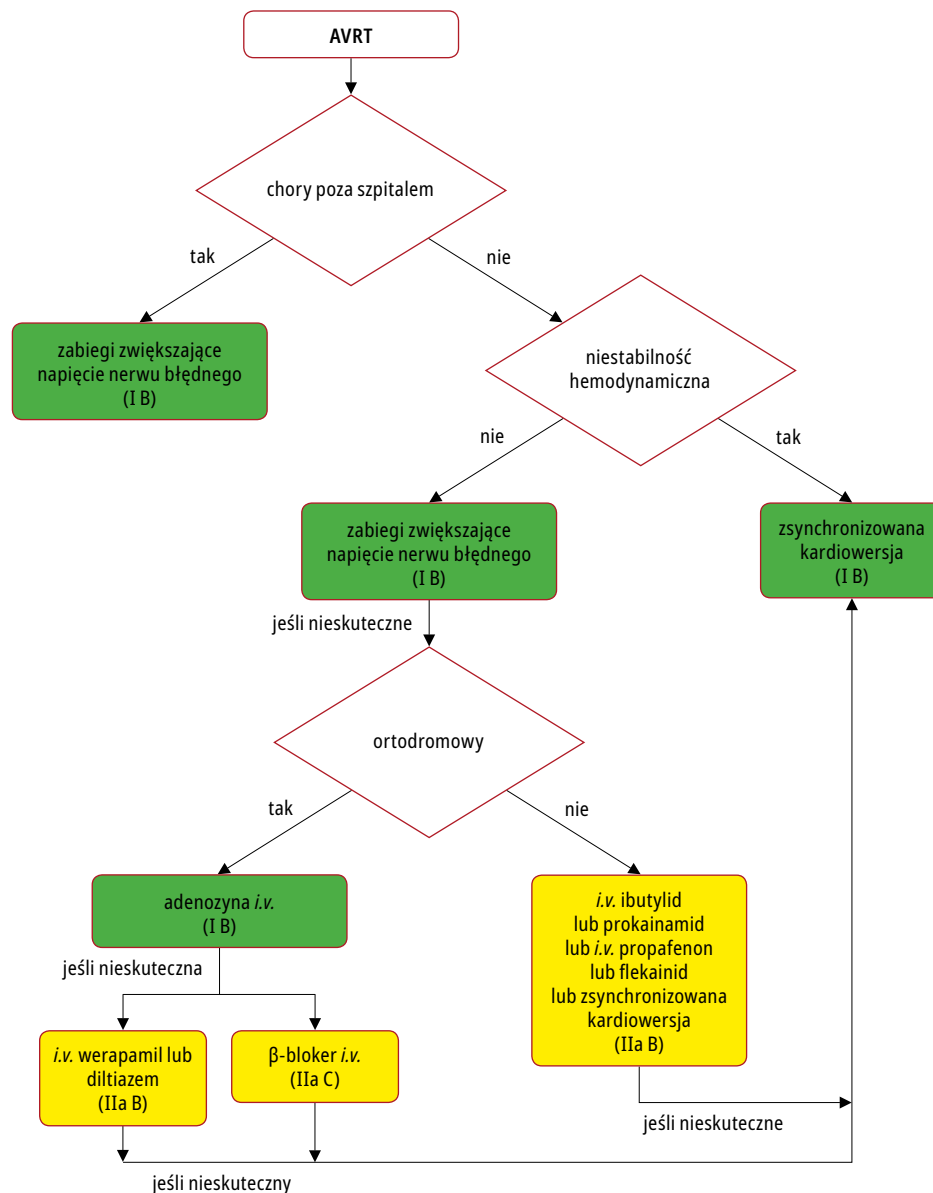 AVRT
chory poza szpitalem
tak
nie
zabiegi zwiększające
napięcie nerwu błędnego
(I B)
niestabilność
hemodynamiczna
nie
tak
zabiegi zwiększające
napięcie nerwu błędnego
(I B)
zsynchronizowana
kardiowersja
(I B)
jeśli nieskuteczne
ortodromowy
tak
nie
adenozyna i.v.
(I B)
i.v. ibutylid
lub prokainamid
lub i.v. propafenon
lub flekainid
lub zsynchronizowana
kardiowersja
(IIa B)
jeśli nieskuteczna
i.v. werapamil lub
diltiazem
(IIa B)
β-bloker i.v.
(IIa C)
jeśli nieskuteczne
jeśli nieskuteczny